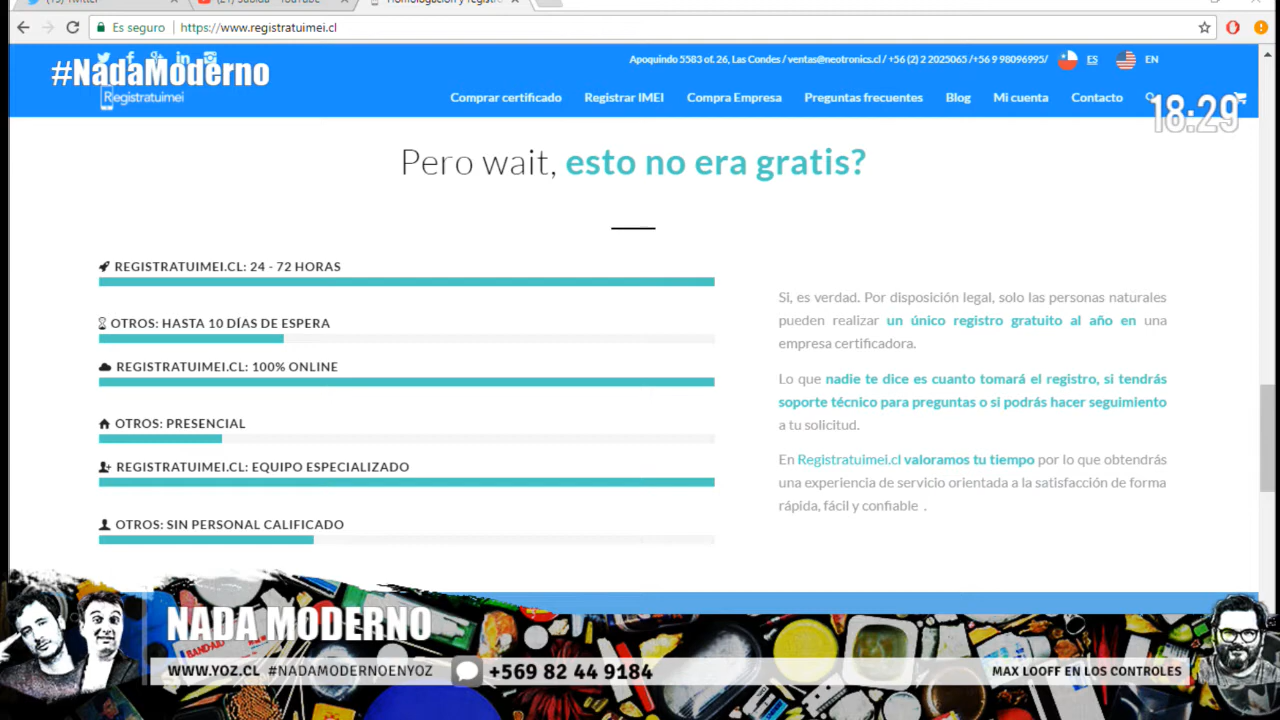 (19) Twitter
(21) Subida - YouTube
Homologación y registro
Es seguro
https://www.registratuimei.cl
#NadaModerno
Apoquindo 5583 of. 26, Las Condes / ventas@neotronics.cl / +56 (2) 2 2025065 /+56 9 98096995/
ES
EN
Registratuimei
Comprar certificado
Registrar IMEI
Compra Empresa
Preguntas frecuentes
Blog
Mi cuenta
Contacto
18:29
Pero wait, esto no era gratis?
REGISTRATUIMEI.CL: 24 - 72 HORAS
OTROS: HASTA 10 DÍAS DE ESPERA
REGISTRATUIMEI.CL: 100% ONLINE
OTROS: PRESENCIAL
REGISTRATUIMEI.CL: EQUIPO ESPECIALIZADO
OTROS: SIN PERSONAL CALIFICADO
Si, es verdad. Por disposición legal, solo las personas naturales
pueden realizar un único registro gratuito al año en una
empresa certificadora.
Lo que nadie te dice es cuanto tomará el registro, si tendrás
soporte técnico para preguntas o si podrás hacer seguimiento
a tu solicitud.
En Registratuimei.cl valoramos tu tiempo por lo que obtendrás
una experiencia de servicio orientada a la satisfacción de forma
rápida, fácil y confiable .
NADA MODERNO
WWW.YOZ.CL #NADAMODERNOENYOZ
+569 82 44 9184
MAX LOOFF EN LOS CONTROLES
BANDAID